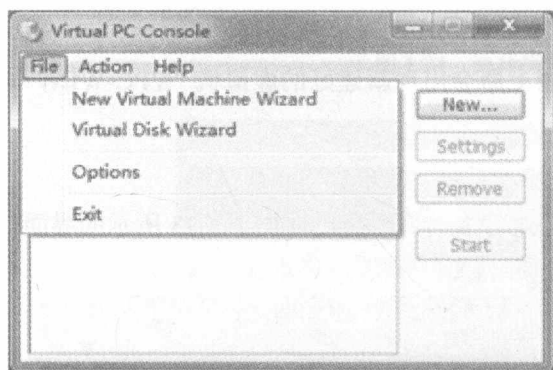 Virtual PC Console
File Action Help
New Virtual Machine Wizard
Virtual Disk Wizard
Options
Exit
New...
Settings
Remove
Start